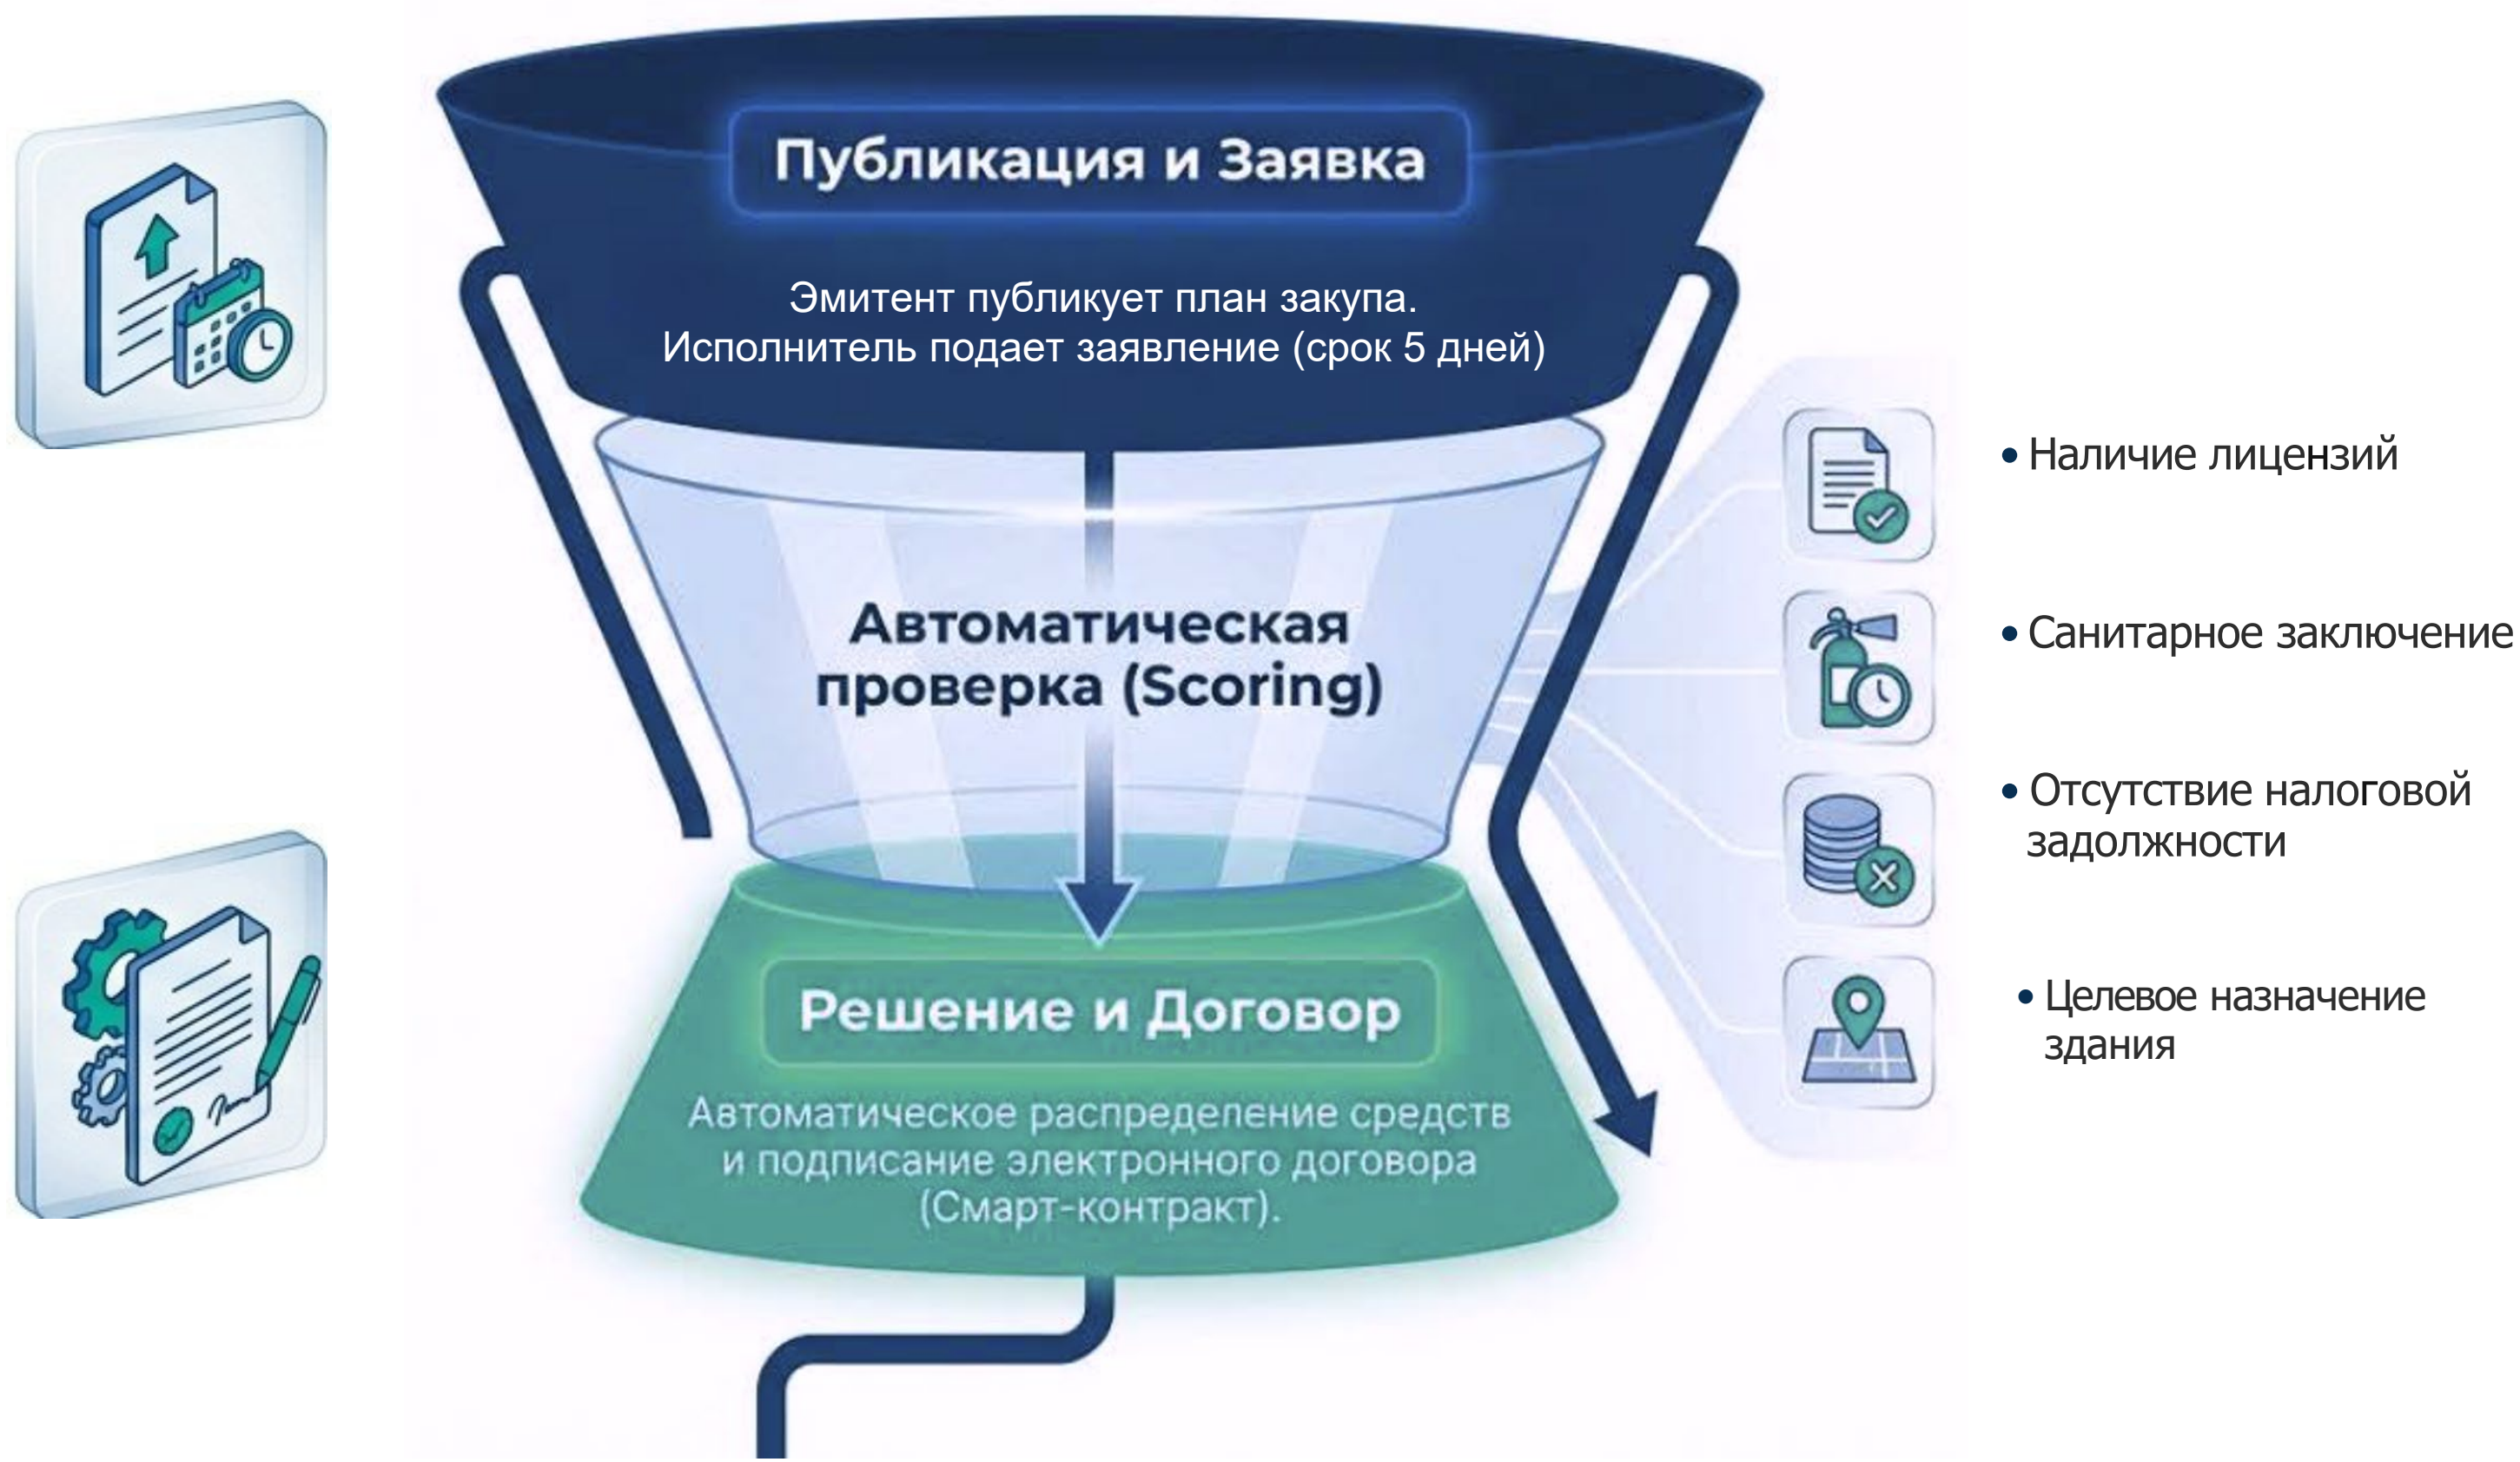 Публикация и Заявка
Эмитент публикует план закупа.
Исполнитель подает заявление (срок 5 дней)
Автоматическая
проверка (Scoring)
• Наличие лицензий
• Санитарное заключение
• Отсутствие налоговой
задолжности
• Целевое назначение
здания
Решение и Договор
Автоматическое распределение средств
и подписание электронного договора
(Смарт-контракт).